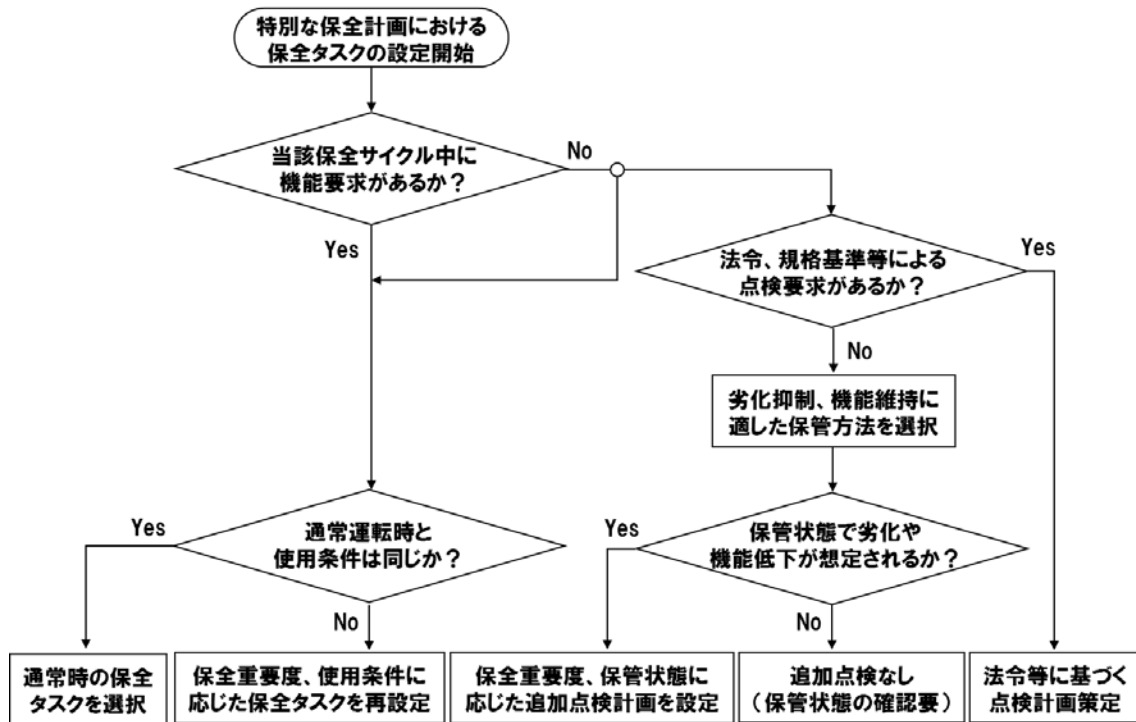 特別な保全計画における
保全タスクの設定開始
当該保全サイクル中に
機能要求があるか？
No
Yes
法令、規格基準等による
点検要求があるか？
Yes
No
劣化抑制、機能維持に
適した保管方法を選択
通常運転時と
使用条件は同じか？
Yes
No
保管状態で劣化や
機能低下が想定されるか？
Yes
No
通常時の保全
タスクを選択
保全重要度、使用条件に
応じた保全タスクを再設定
保全重要度、保管状態に
応じた追加点検計画を設定
追加点検なし
（保管状態の確認要）
法令等に基づく
点検計画策定